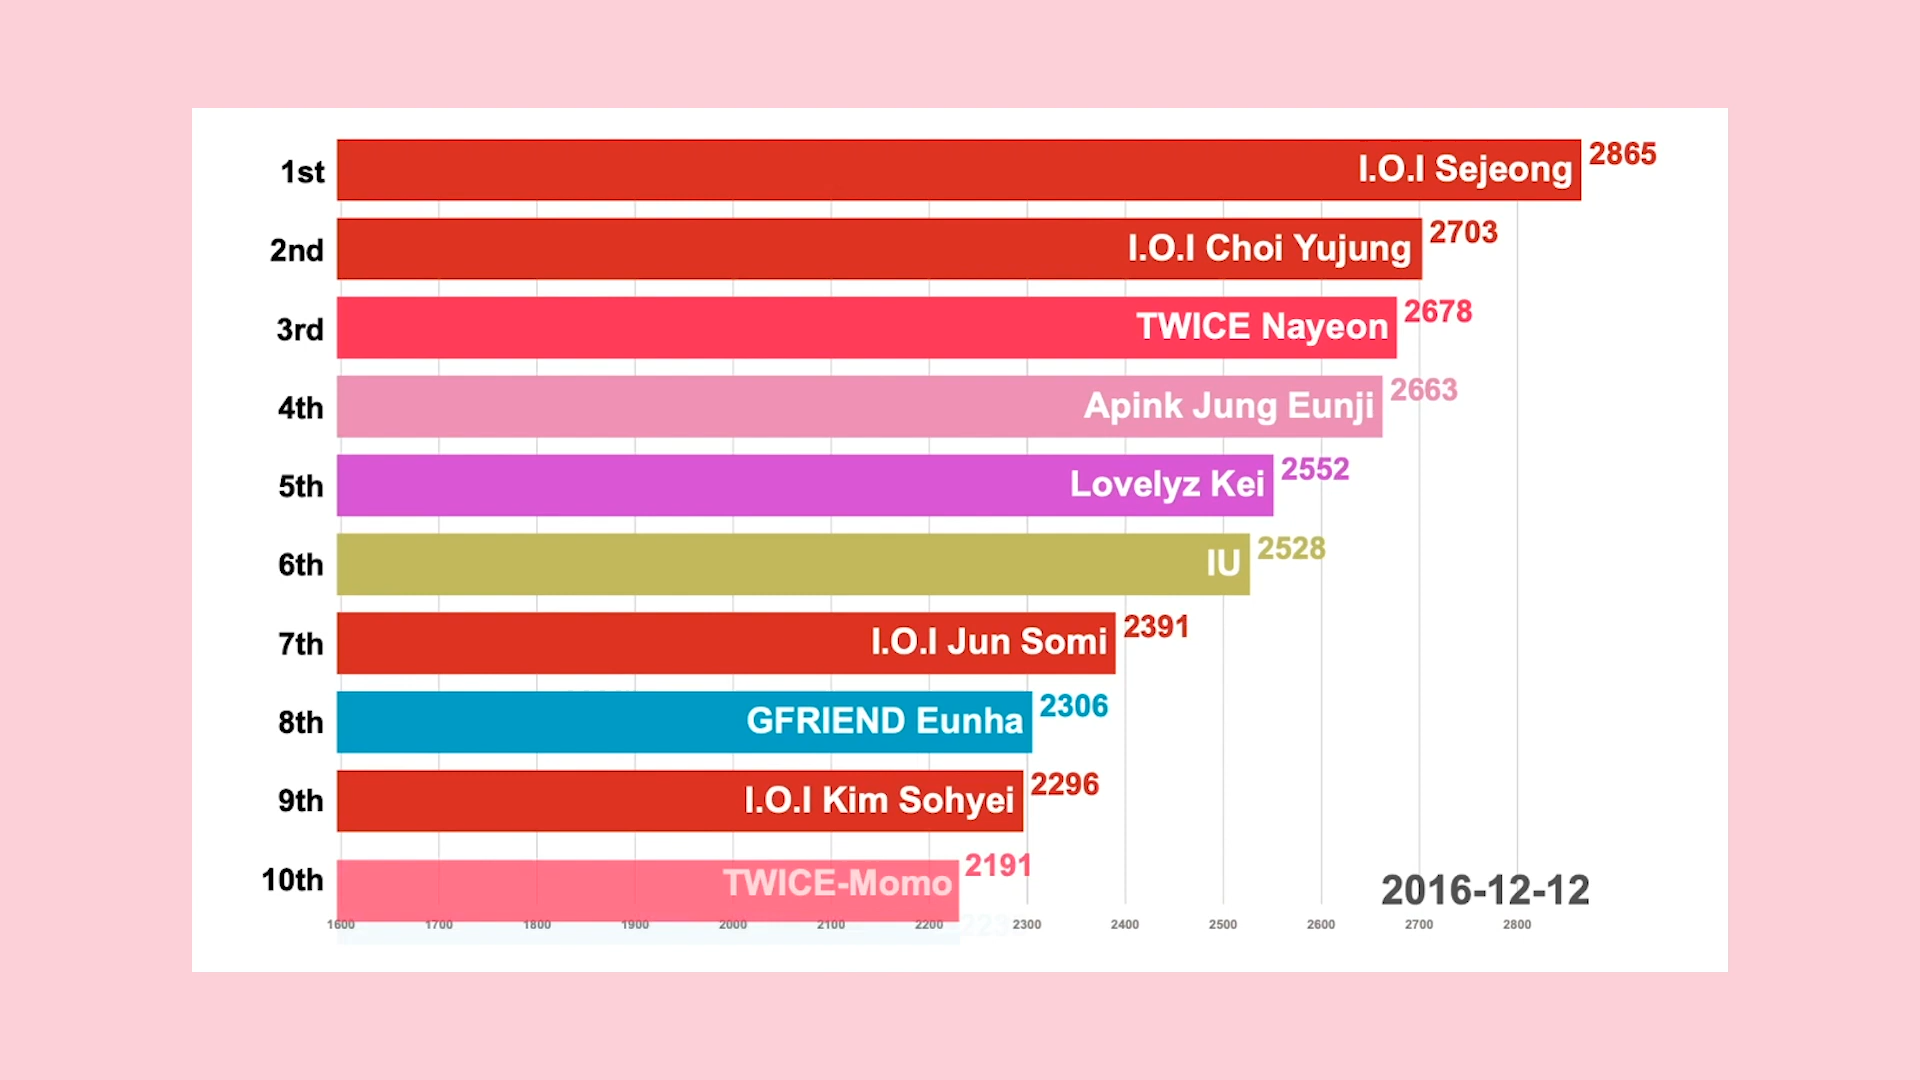 1st
I.O.I Sejeong
2865
2nd
I.O.I Choi Yujung
2703
3rd
TWICE Nayeon
2678
4th
Apink Jung Eunji
2663
5th
Lovelyz Kei
2552
6th
IU
2528
7th
I.O.I Jun Somi
2391
8th
GFRIEND Eunha
2306
9th
I.O.I Kim Sohyei
2296
10th
TWICE-Momo
2191
2016-12-12
1600 1700 1800 1900 2000 2100 2200 2300 2400 2500 2600 2700 2800